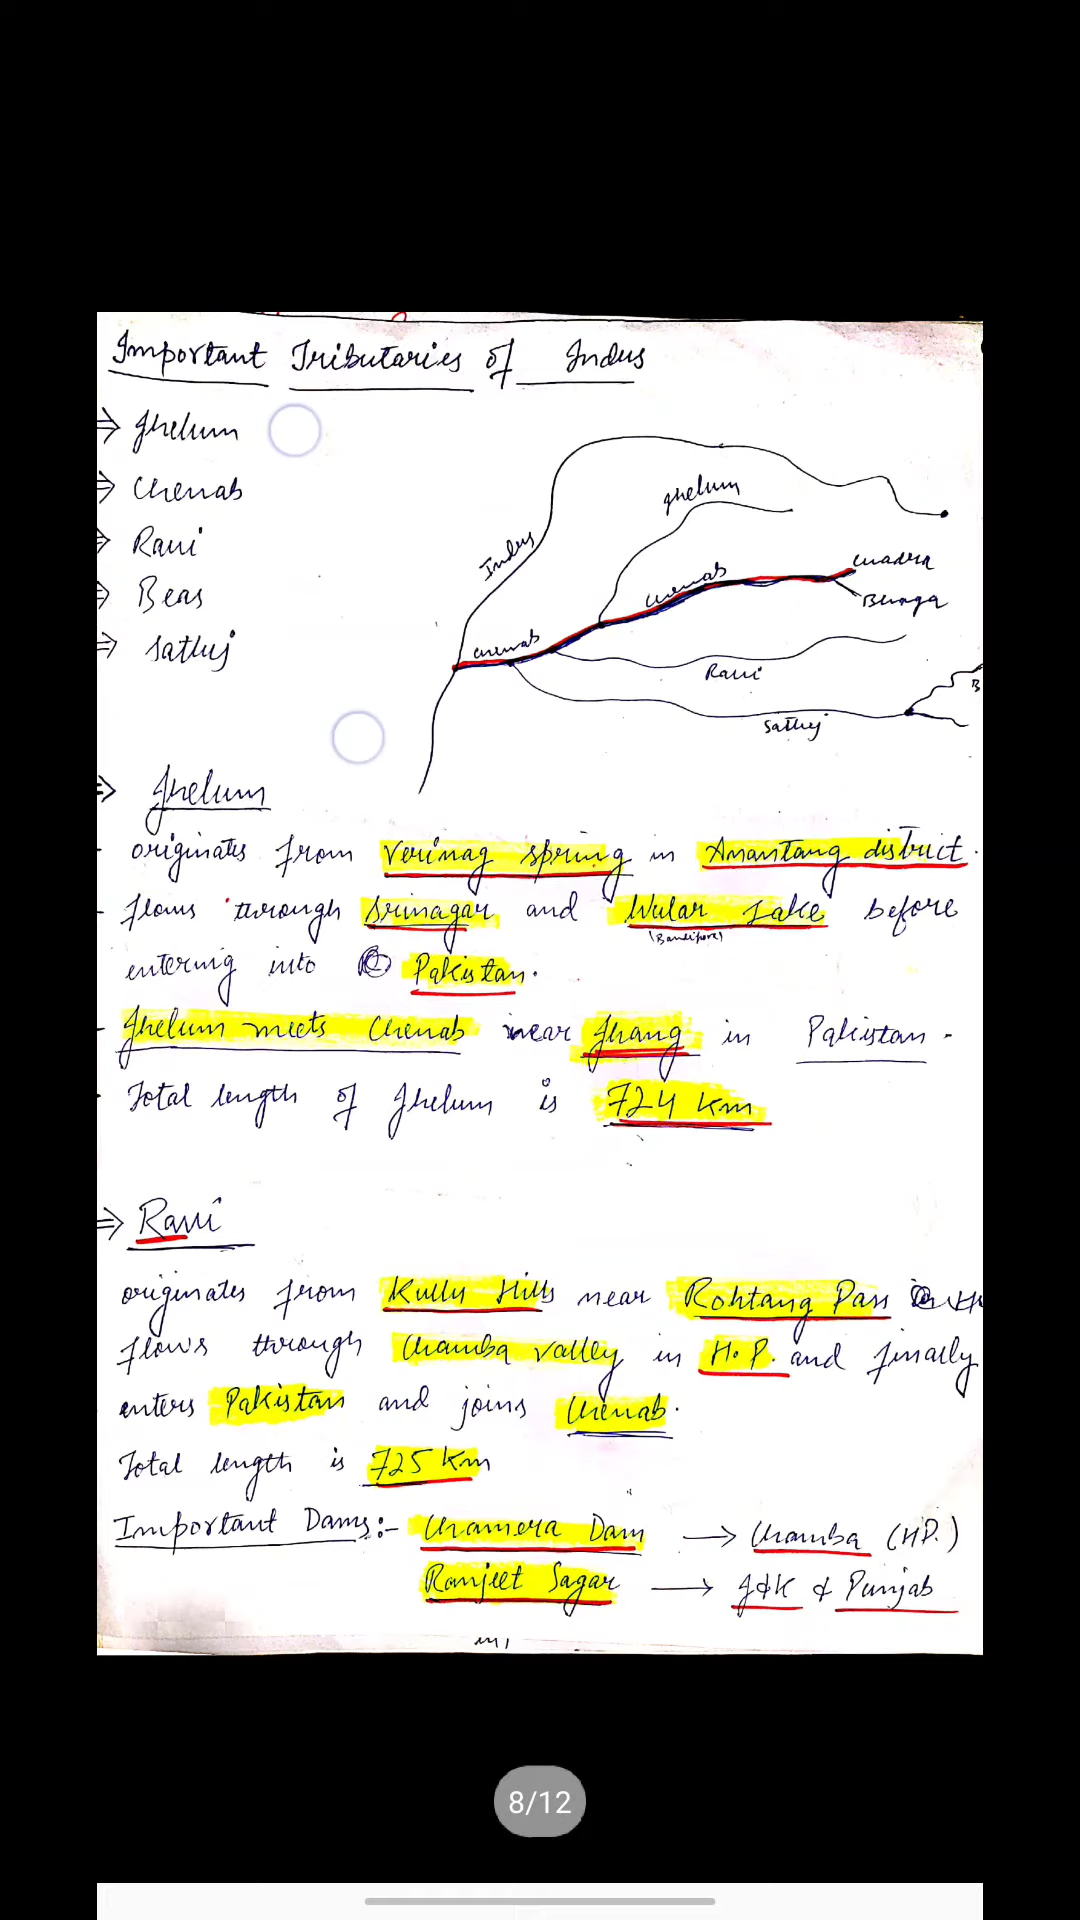 Important Tributaries of Indus
⇒ Jhelum
⇒ Chenab
⇒ Ravi
⇒ Beas
⇒ Satluj
Indus
Jhelum
Chenab
Chandra
Bhaga
Chenab
Ravi
B
Satluj
⇒ Jhelum
- originates from Verinag spring in Anantang district.
- flows through Srinagar and Wular Lake before
(Bandipore)
entering into Pakistan.
- Jhelum meets Chenab near Jhang in Pakistan -
- Total length of Jhelum is 724 Km
⇒ Ravi
originates from Kullu Hills near Rohtang Pass
flows through Chamba valley in H.P. and finally
enters Pakistan and joins Chenab.
Total length is 725 Km
Important Dams:- Chamera Dam → Chamba (HP.)
Ranjeet Sagar → J&K & Punjab
8/12